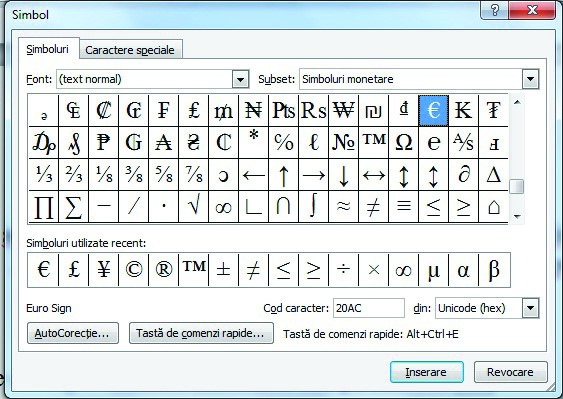 Simbol
Simboluri Caractere speciale
Font: (text normal) Subset: Simboluri monetare
₠ ₡ ₢ ₣ ₤ ₥ ₦ ₧ ₨ ₩ ₪ ₫ € ₭ ₮
₯ ₰ ₱ ₲ ₳ ₴ ₵ * ℅ ℓ № ™ Ω ℮ ⅍ ⅎ
⅓ ⅔ ⅛ ⅜ ⅝ ⅞ ↄ ← ↑ → ↓ ↔ ↕ ↨ ∂ ∆
∏ ∑ − ∕ ∙ √ ∞ ∟ ∩ ∫ ≈ ≠ ≡ ≤ ≥ ⌂
Simboluri utilizate recent:
€ £ ¥ © ® ™ ± ≠ ≤ ≥ ÷ × ∞ µ α β
Euro Sign Cod caracter: 20AC din: Unicode (hex)
AutoCorecție... Tastă de comenzi rapide... Tastă de comenzi rapide: Alt+Ctrl+E
Inserare Revocare